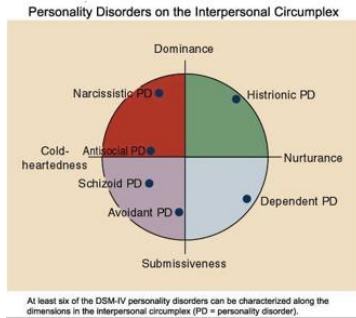 Personality Disorders on the Interpersonal Circumplex
Dominance
Narcissistic PD
Histrionic PD
Cold-
heartedness
Antisocial PD
Nurturance
Schizoid PD
Dependent PD
Avoidant PD
Submissiveness
At least six of the DSM-IV personality disorders can be characterized along the
dimensions in the interpersonal circumplex (PD = personality disorder).